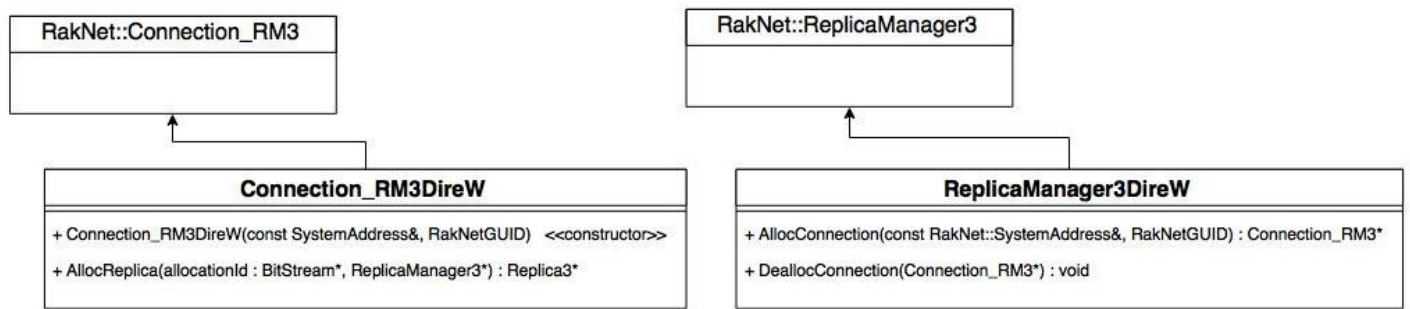 RakNet::Connection_RM3
RakNet::ReplicaManager3
Connection_RM3DireW
+ Connection_RM3DireW(const SystemAddress&, RakNetGUID) <<constructor>>
+ AllocReplica(allocationId : BitStream*, ReplicaManager3*) : Replica3*
ReplicaManager3DireW
+ AllocConnection(const RakNet::SystemAddress&, RakNetGUID) : Connection_RM3*
+ DeallocConnection(Connection_RM3*) : void